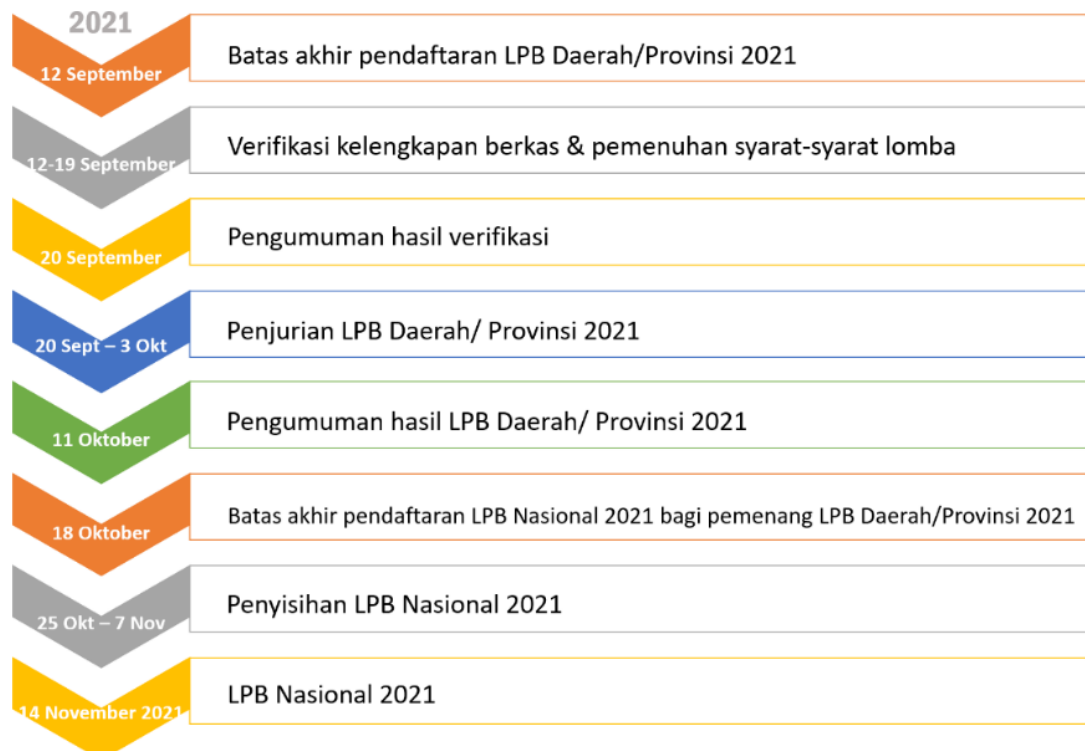 2021
12 September
Batas akhir pendaftaran LPB Daerah/Provinsi 2021
12-19 September
Verifikasi kelengkapan berkas & pemenuhan syarat-syarat lomba
20 September
Pengumuman hasil verifikasi
20 Sept – 3 Okt
Penjurian LPB Daerah/ Provinsi 2021
11 Oktober
Pengumuman hasil LPB Daerah/ Provinsi 2021
18 Oktober
Batas akhir pendaftaran LPB Nasional 2021 bagi pemenang LPB Daerah/Provinsi 2021
25 Okt – 7 Nov
Penyisihan LPB Nasional 2021
14 November 2021
LPB Nasional 2021